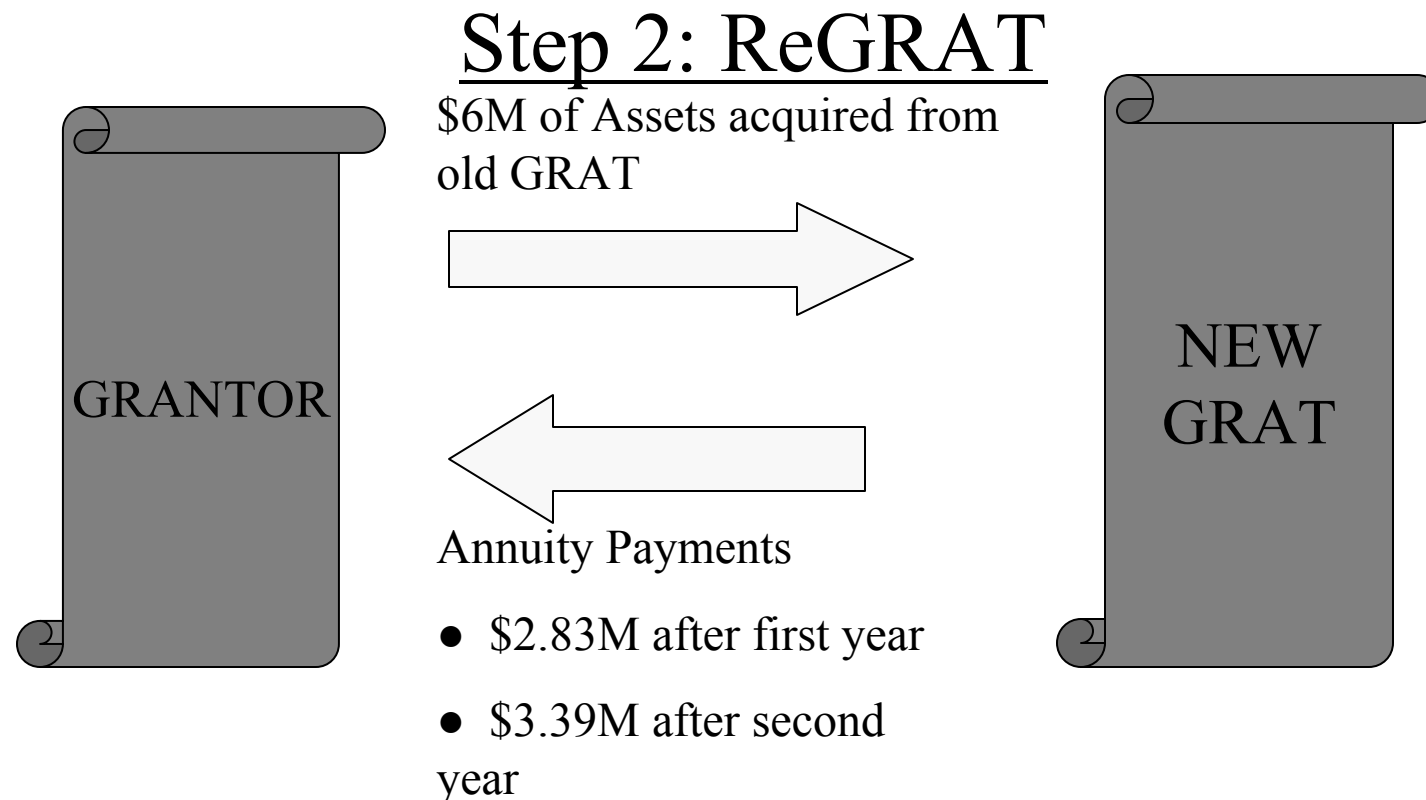 Step 2: ReGRAT
$6M of Assets acquired from
old GRAT
GRANTOR
NEW
GRAT
Annuity Payments
● $2.83M after first year
● $3.39M after second
year